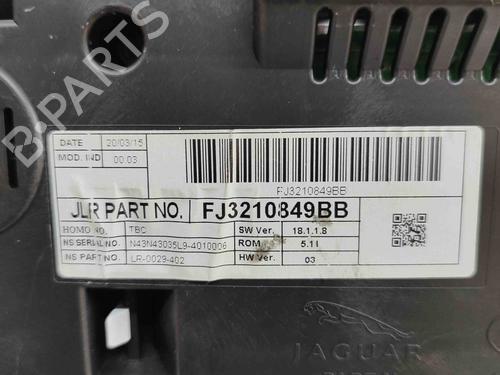 DATE 20/03/15
MOD. IND 00.03
FJ3210849BB
JLR PART NO. FJ3210849BB
HOMO NO. TBC SW Ver. 18.1.1.8
NS SERIAL NO. N43N43035L9-4010006 ROM 5.11
NS PART NO. LR-0029-402 HW Ver. 03
JAGUAR
B-Parts